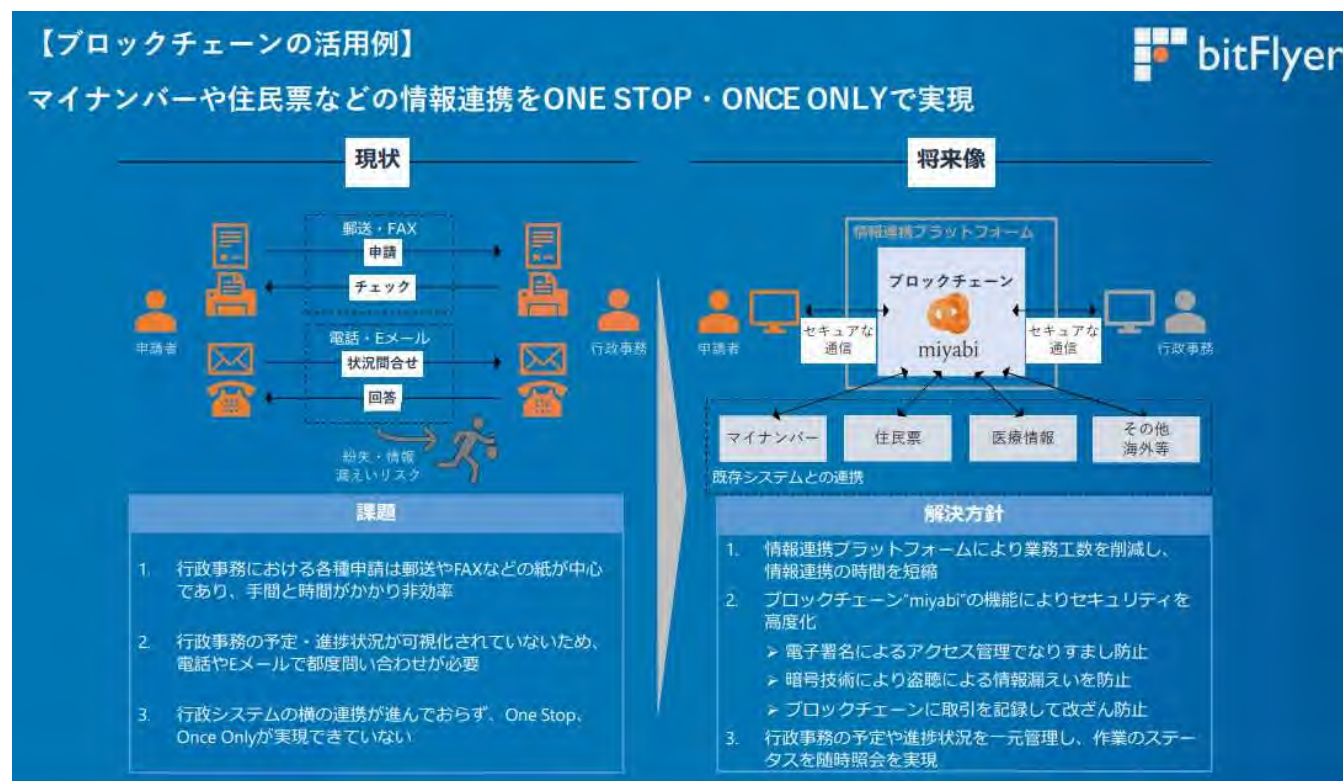 【ブロックチェーンの活用例】
bitFlyer
マイナンバーや住民票などの情報連携をONE STOP・ONCE ONLYで実現
現状
郵送・FAX
申請
チェック
電話・Eメール
状況問合せ
回答
申請者
行政事務
紛失・情報
漏えいリスク
課題
1. 行政事務における各種申請は郵送やFAXなどの紙が中心
であり、手間と時間がかかり非効率
2. 行政事務の予定・進捗状況が可視化されていないため、
電話やEメールで都度問い合わせが必要
3. 行政システムの横の連携が進んでおらず、One Stop、
Once Onlyが実現できていない
将来像
情報連携プラットフォーム
ブロックチェーン
miyabi
セキュアな
通信
セキュアな
通信
申請者
行政事務
マイナンバー
住民票
医療情報
その他
海外等
既存システムとの連携
解決方針
1. 情報連携プラットフォームにより業務工数を削減し、
情報連携の時間を短縮
2. ブロックチェーン“miyabi”の機能によりセキュリティを
高度化
➢ 電子署名によるアクセス管理でなりすまし防止
➢ 暗号技術により盗聴による情報漏えいを防止
➢ ブロックチェーンに取引を記録して改ざん防止
3. 行政事務の予定や進捗状況を一元管理し、作業のステー
タスを随時照会を実現